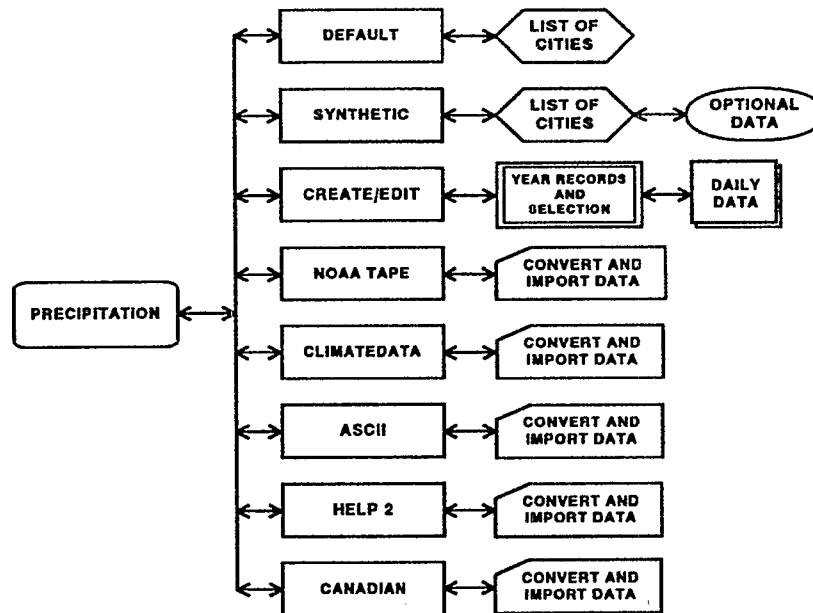 DEFAULT
LIST OF
CITIES
SYNTHETIC
LIST OF
CITIES
OPTIONAL
DATA
CREATE/EDIT
YEAR RECORDS
AND
SELECTION
DAILY
DATA
NOAA TAPE
CONVERT AND
IMPORT DATA
PRECIPITATION
CLIMATEDATA
CONVERT AND
IMPORT DATA
ASCII
CONVERT AND
IMPORT DATA
HELP 2
CONVERT AND
IMPORT DATA
CANADIAN
CONVERT AND
IMPORT DATA